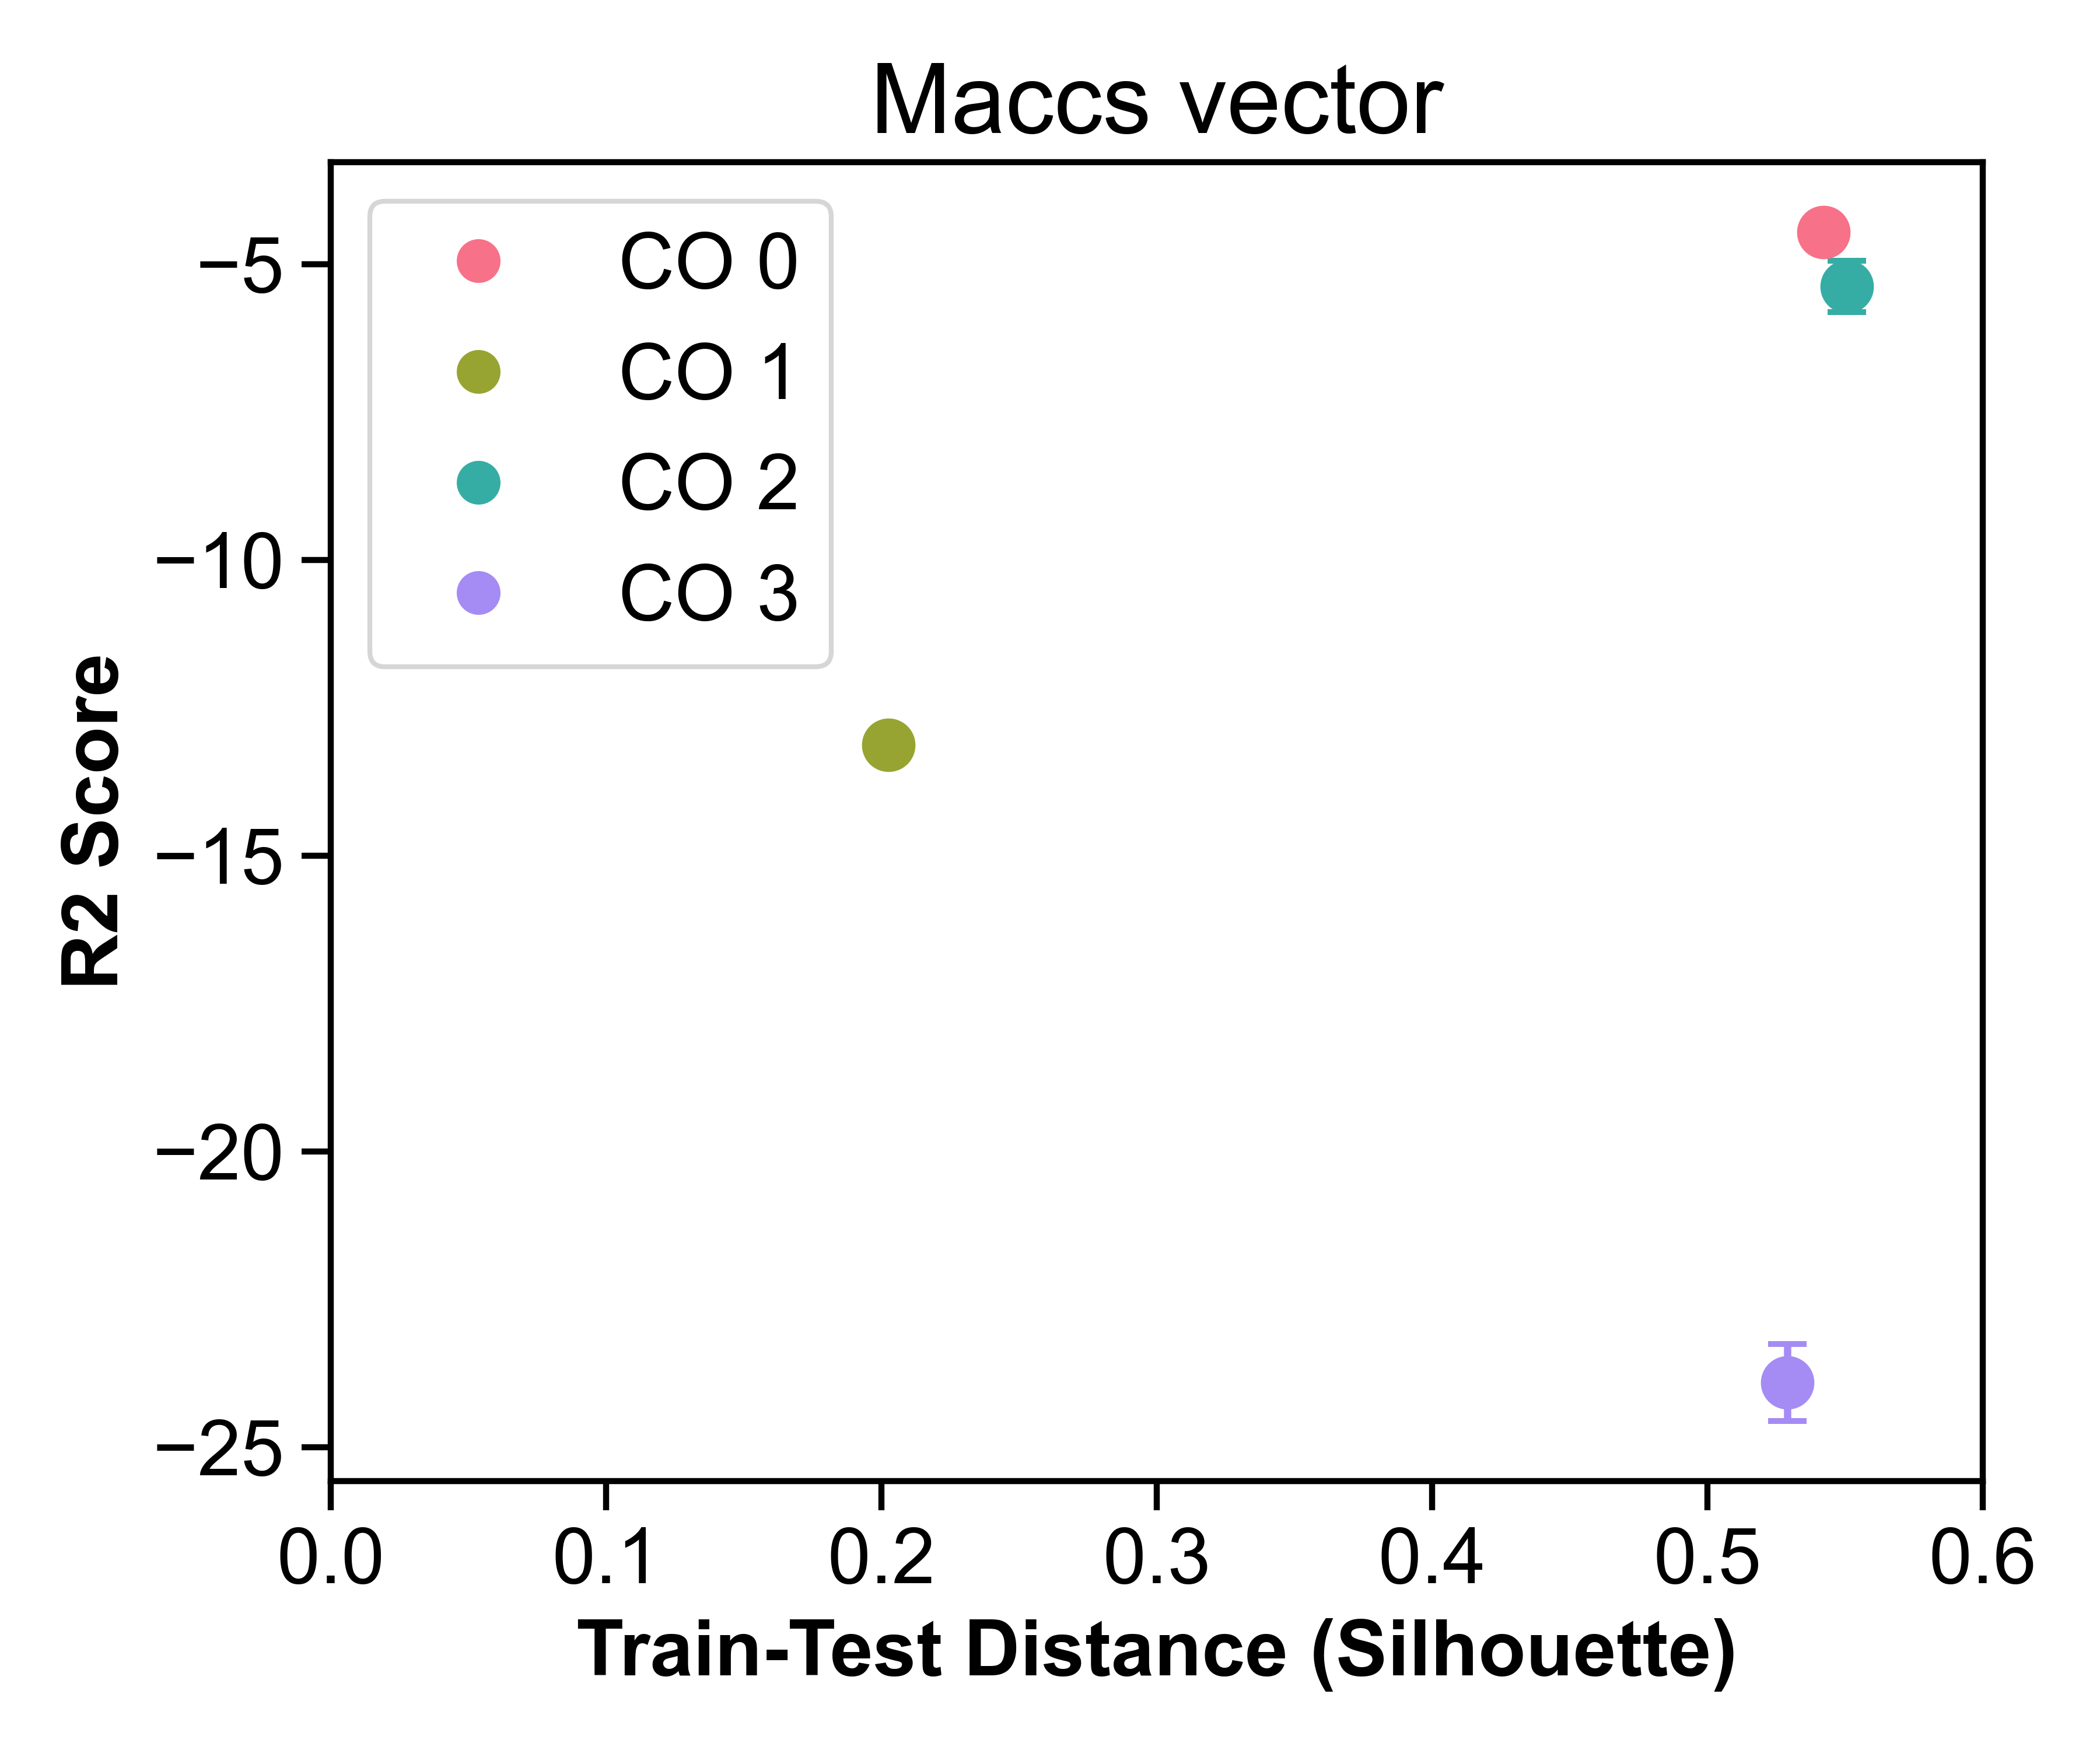 Maccs vector
CO 0
CO 1
CO 2
CO 3
−5
−10
−15
−20
−25
R2 Score
0.0 0.1 0.2 0.3 0.4 0.5 0.6
Train-Test Distance (Silhouette)